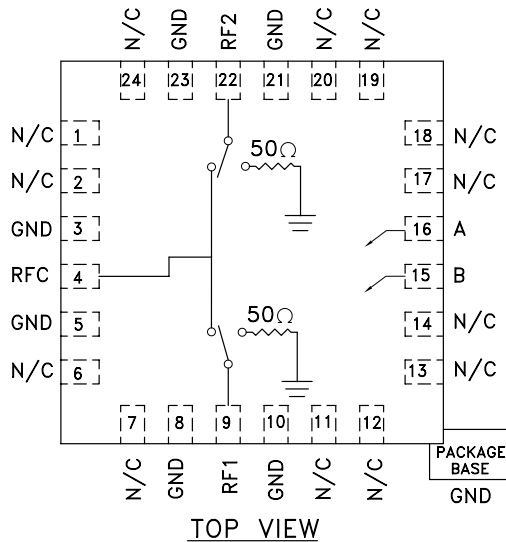 N/C GND RF2 GND N/C N/C
24 23 22 21 20 19
N/C 1 18 N/C
50Ω
N/C 2 17 N/C
GND 3 16 A
RFC 4 15 B
GND 5 14 N/C
50Ω
N/C 6 13 N/C
7 8 9 10 11 12
N/C GND RF1 GND N/C N/C
PACKAGE
BASE
GND
TOP VIEW